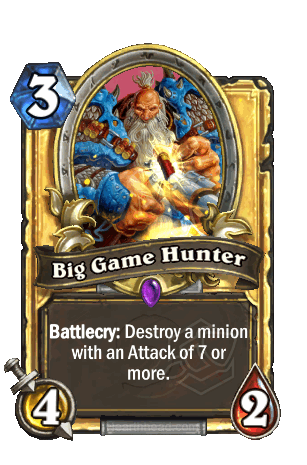 3
Big Game Hunter
Battlecry: Destroy a minion
with an Attack of 7 or
more.
4
2